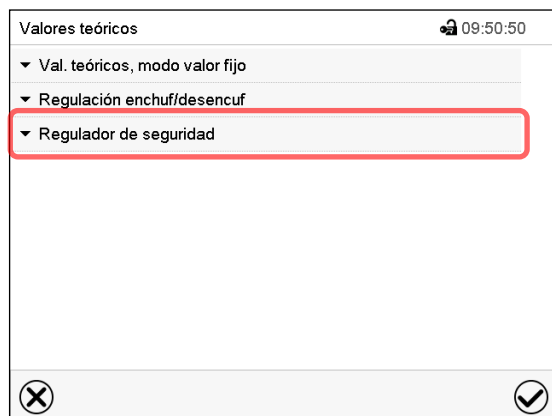 Valores teóricos 09:50:50
Val. teóricos, modo valor fijo
Regulación enchuf/desencuf
Regulador de seguridad